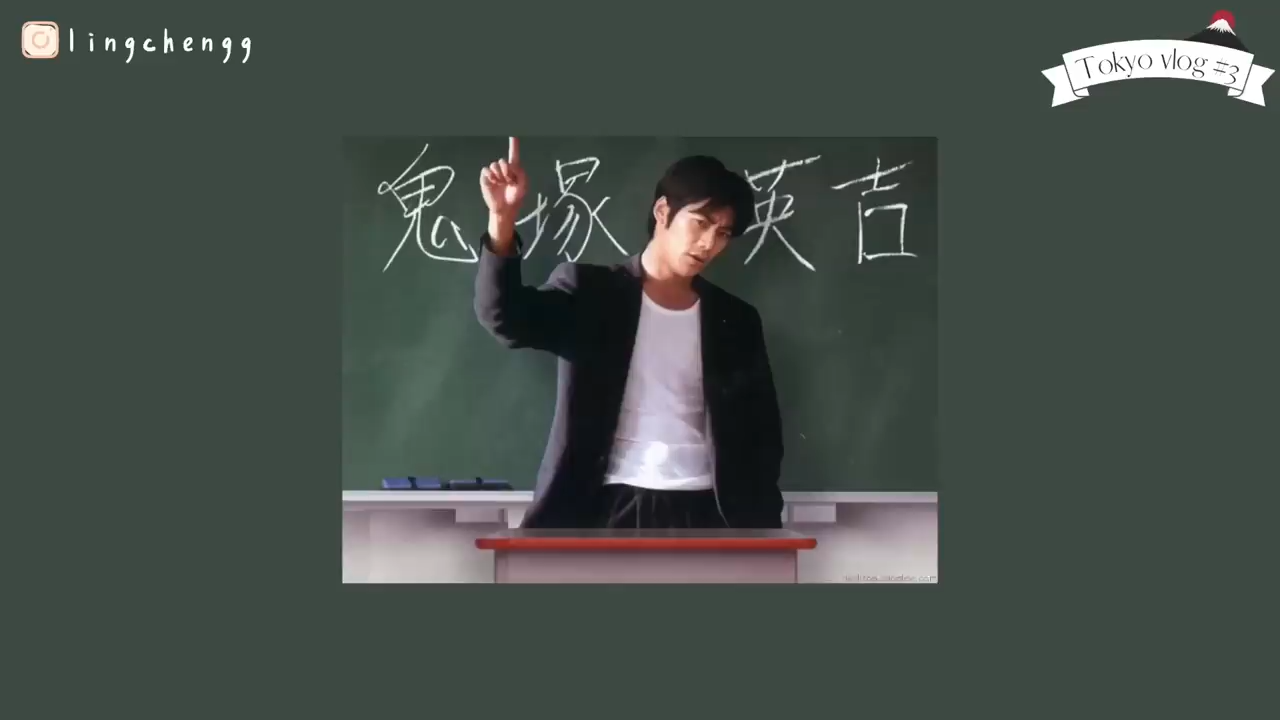 lingchengg
Tokyo vlog #3
鬼塚英吉